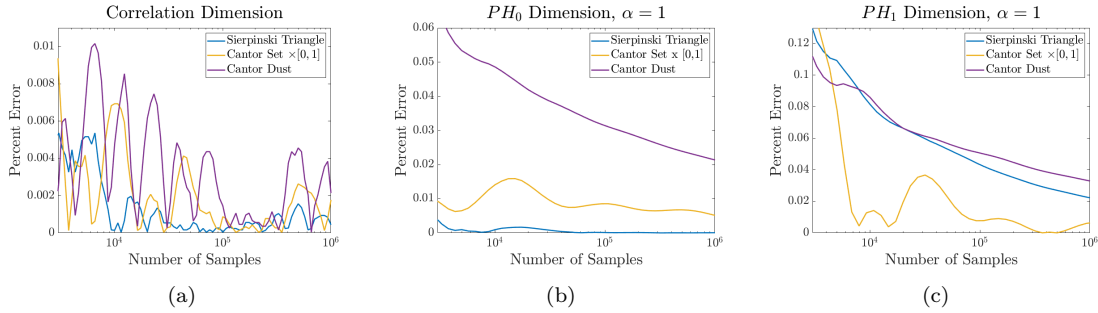 Correlation Dimension
Percent Error
0.01
0.008
0.006
0.004
0.002
0
10^4
10^5
10^6
Number of Samples
Sierpinski Triangle
Cantor Set ×[0, 1]
Cantor Dust
(a)
PH_0 Dimension, α = 1
Percent Error
0.06
0.05
0.04
0.03
0.02
0.01
0
10^4
10^5
10^6
Number of Samples
Sierpinski Triangle
Cantor Set x [0,1]
Cantor Dust
(b)
PH_1 Dimension, α = 1
Percent Error
0.12
0.1
0.08
0.06
0.04
0.02
0
10^4
10^5
10^6
Number of Samples
Sierpinski Triangle
Cantor Set ×[0, 1]
Cantor Dust
(c)